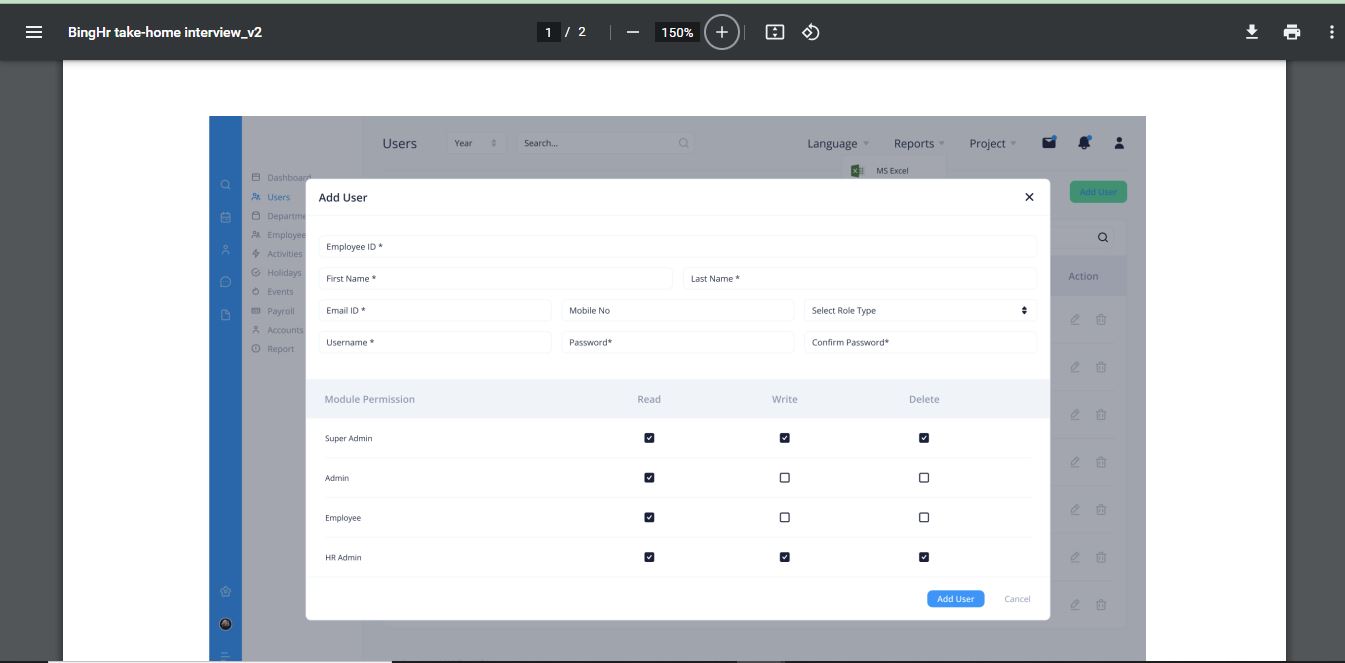 BingHr take-home interview_v2
1 / 2
150%
Users
Year
Search...
Language
Reports
Project
MS Excel
Dashboard
Users
Departme
Employee
Activities
Holidays
Events
Payroll
Accounts
Report
Add User
Action
Add User
Employee ID *
First Name *
Last Name *
Email ID *
Mobile No
Select Role Type
Username *
Password*
Confirm Password*
Module Permission Read Write Delete
Super Admin
Admin
Employee
HR Admin
Add User
Cancel